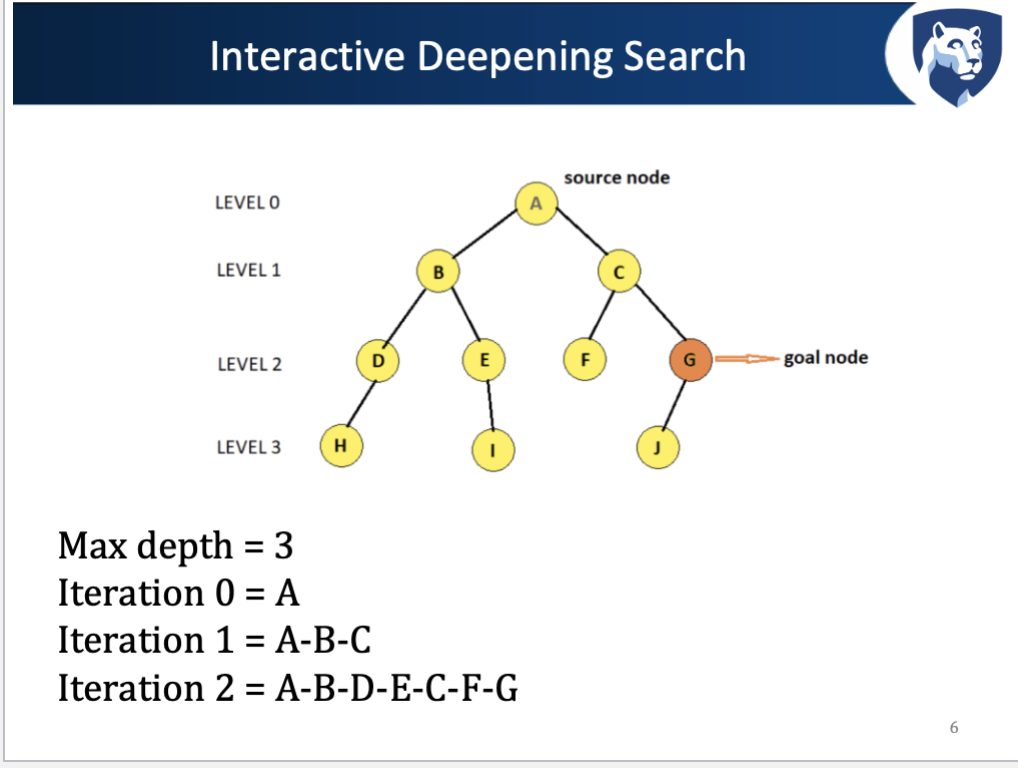 Interactive Deepening Search
source node
LEVEL 0
A
LEVEL 1
B
C
LEVEL 2
D
E
F
G
goal node
LEVEL 3
H
I
J
Max depth = 3
Iteration 0 = A
Iteration 1 = A-B-C
Iteration 2 = A-B-D-E-C-F-G
6